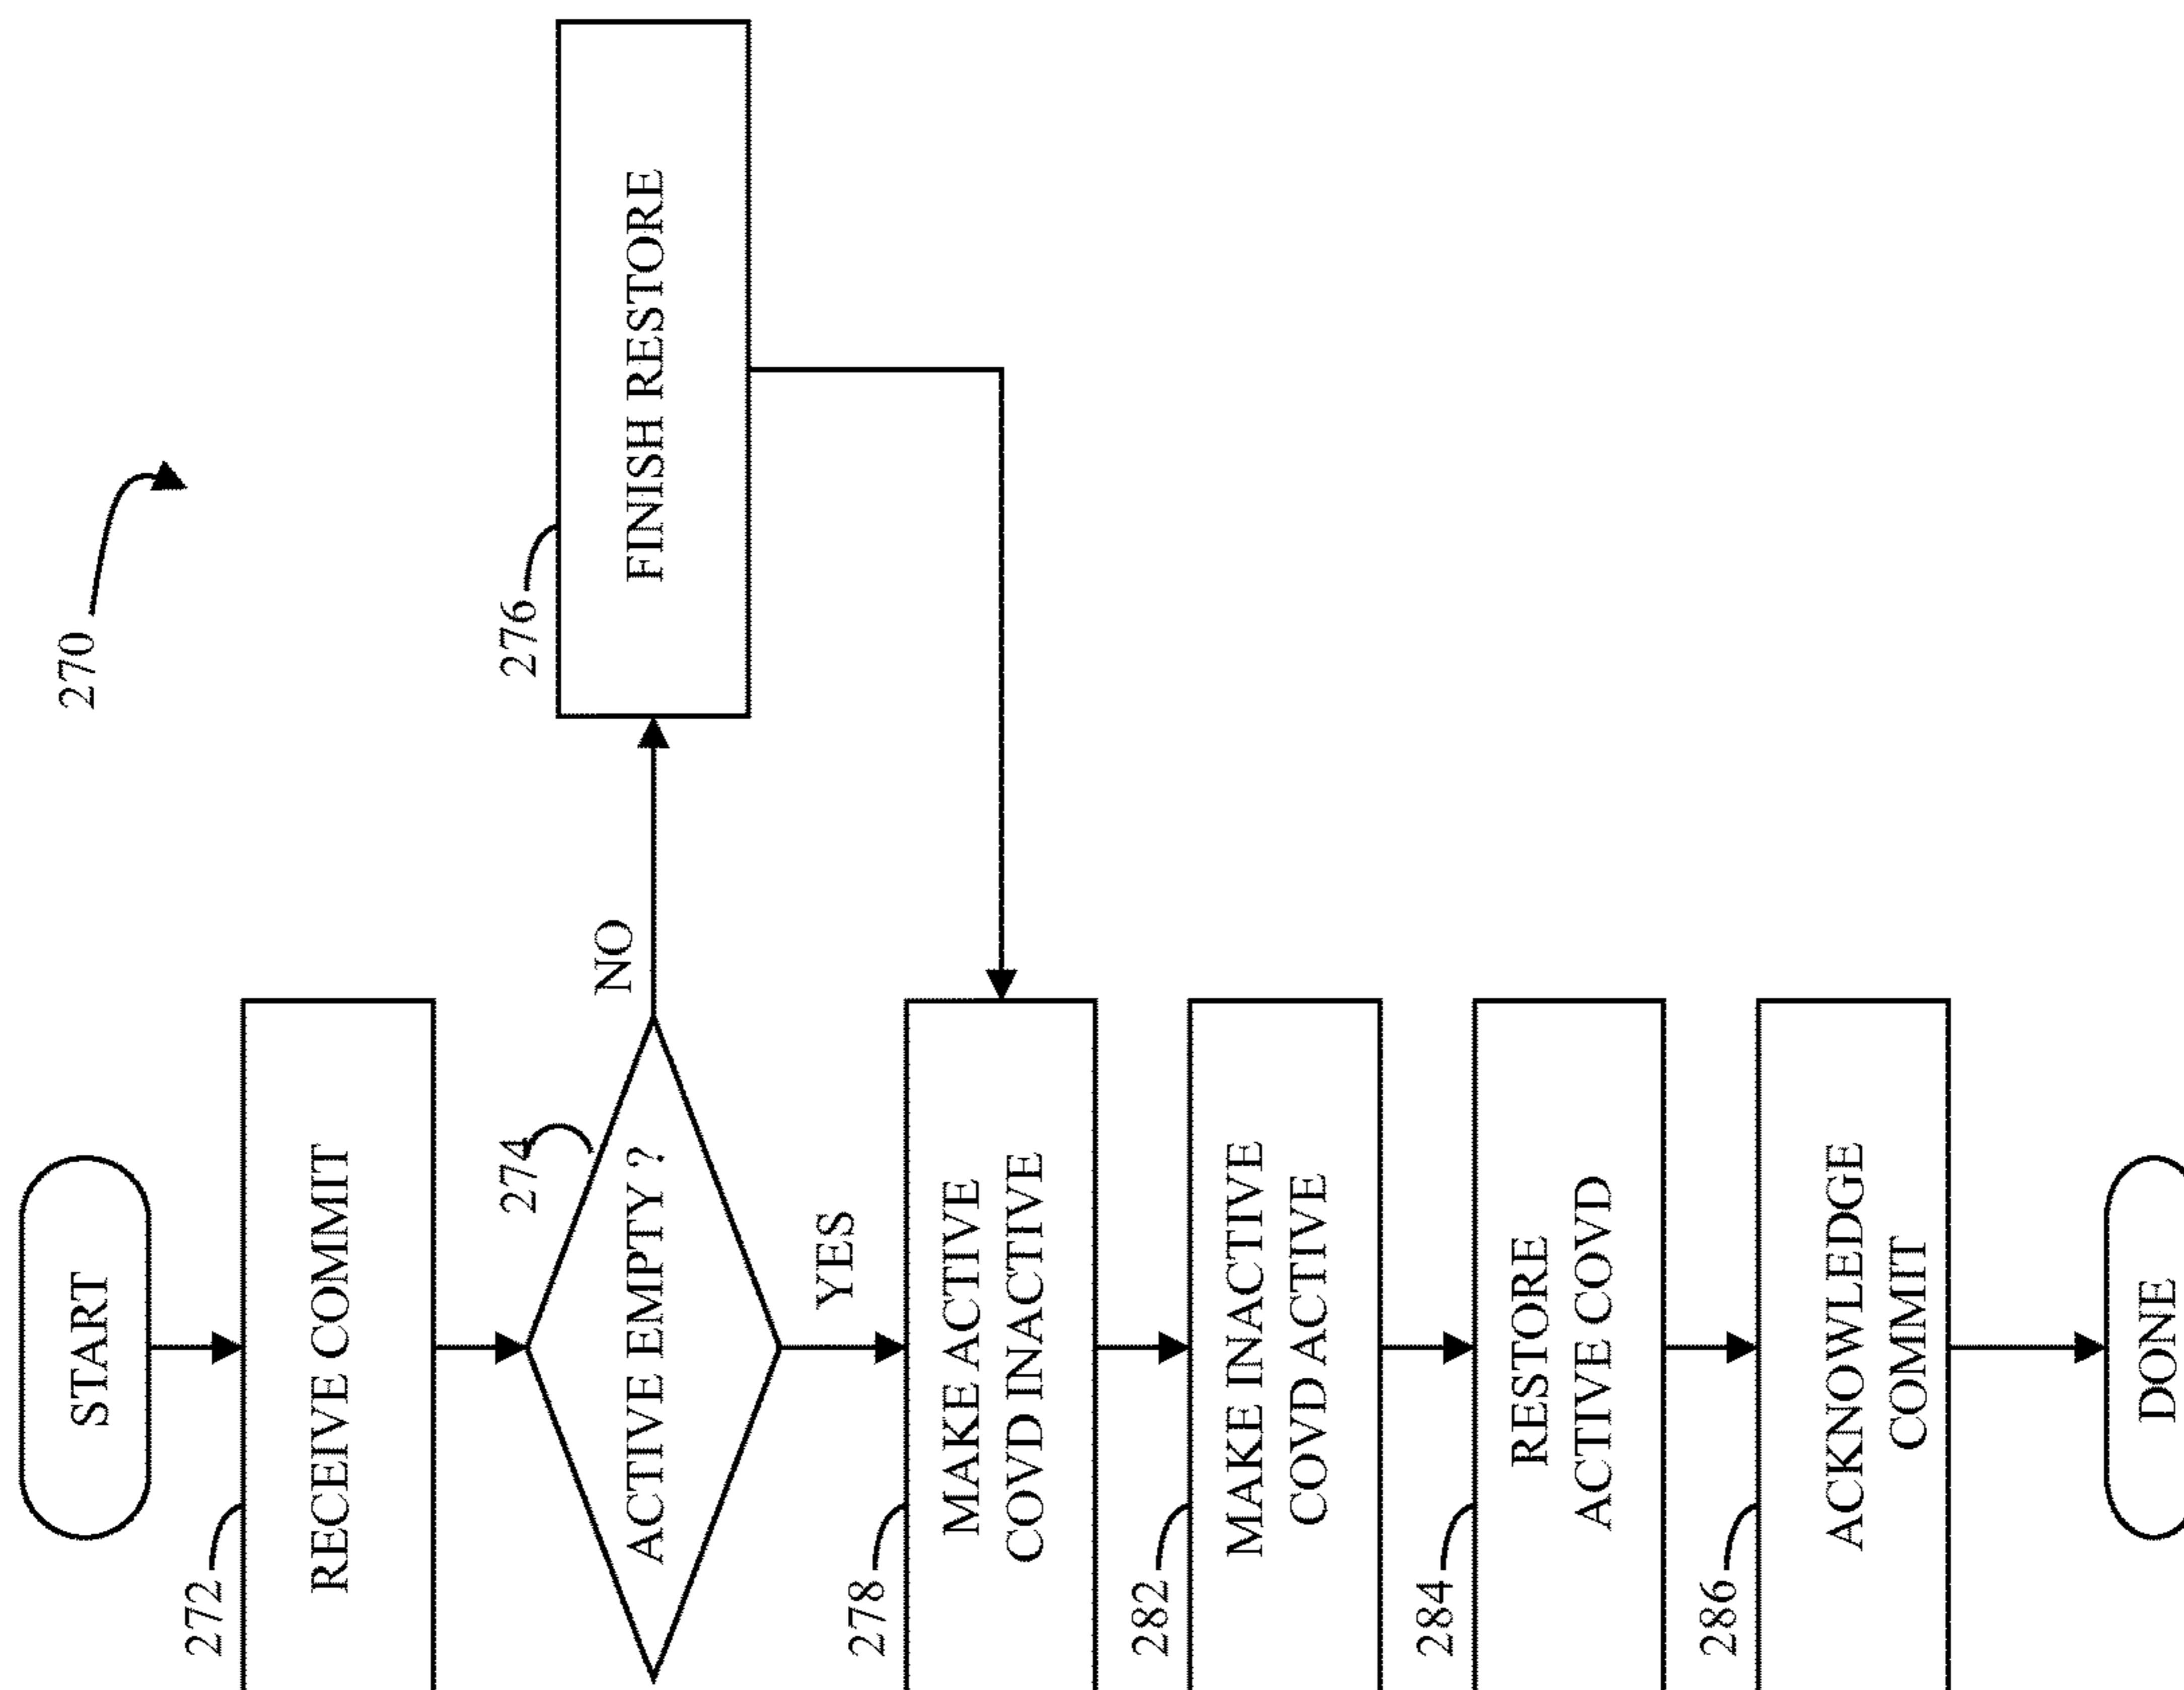 270
START
272
RECEIVE COMMIT
274
ACTIVE EMPTY ?
NO
276
FINISH RESTORE
YES
278
MAKE ACTIVE
COVD INACTIVE
282
MAKE INACTIVE
COVD ACTIVE
284
RESTORE
ACTIVE COVD
286
ACKNOWLEDGE
COMMIT
DONE